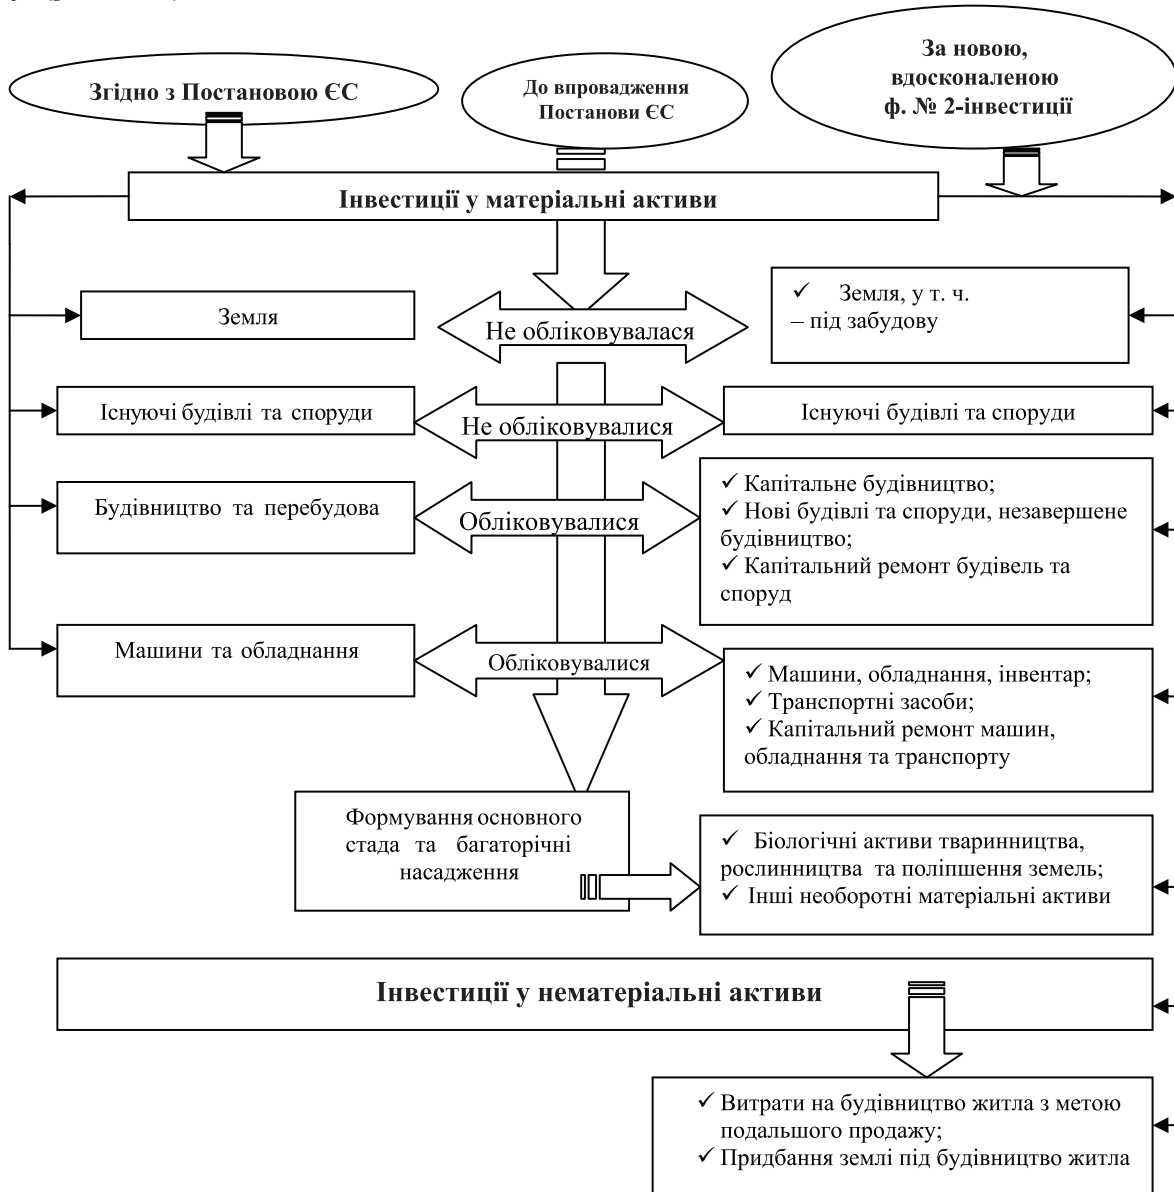 Згідно з Постановою ЄС
До впровадження
Постанови ЄС
За новою,
вдосконаленою
ф. № 2-інвестиції
Інвестиції у матеріальні активи
Земля
Не обліковувалася
✓ Земля, у т. ч.
– під забудову
Існуючі будівлі та споруди
Не обліковувалися
Існуючі будівлі та споруди
Будівництво та перебудова
Обліковувалися
✓ Капітальне будівництво;
✓ Нові будівлі та споруди, незавершене
будівництво;
✓ Капітальний ремонт будівель та
споруд
Машини та обладнання
Обліковувалися
✓ Машини, обладнання, інвентар;
✓ Транспортні засоби;
✓ Капітальний ремонт машин,
обладнання та транспорту
Формування основного
стада та багаторічні
насадження
✓ Біологічні активи тваринництва,
рослинництва та поліпшення земель;
✓ Інші необоротні матеріальні активи
Інвестиції у нематеріальні активи
✓ Витрати на будівництво житла з метою
подальшого продажу;
✓ Придбання землі під будівництво житла